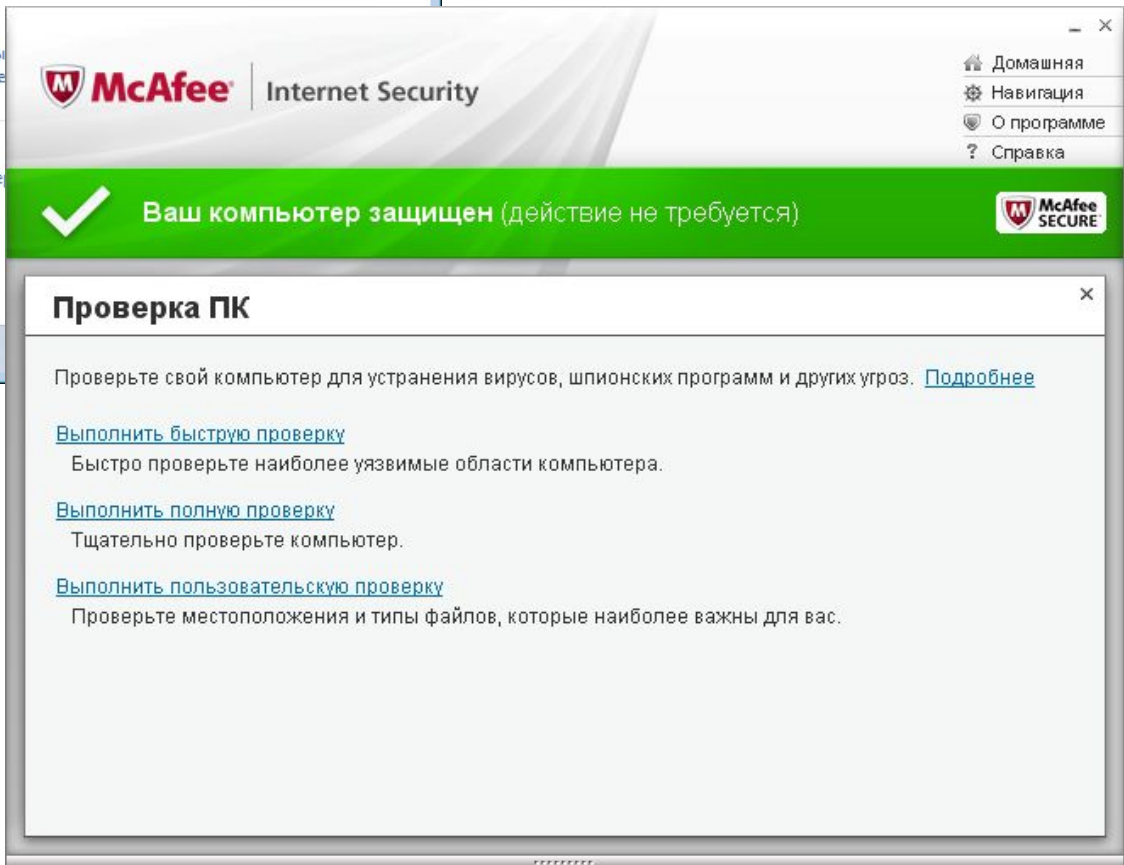 McAfee Internet Security
Домашняя
Навигация
О программе
? Справка
Ваш компьютер защищен (действие не требуется)
McAfee
SECURE
Проверка ПК
Проверьте свой компьютер для устранения вирусов, шпионских программ и других угроз. Подробнее
Выполнить быструю проверку
Быстро проверьте наиболее уязвимые области компьютера.
Выполнить полную проверку
Тщательно проверьте компьютер.
Выполнить пользовательскую проверку
Проверьте местоположения и типы файлов, которые наиболее важны для вас.